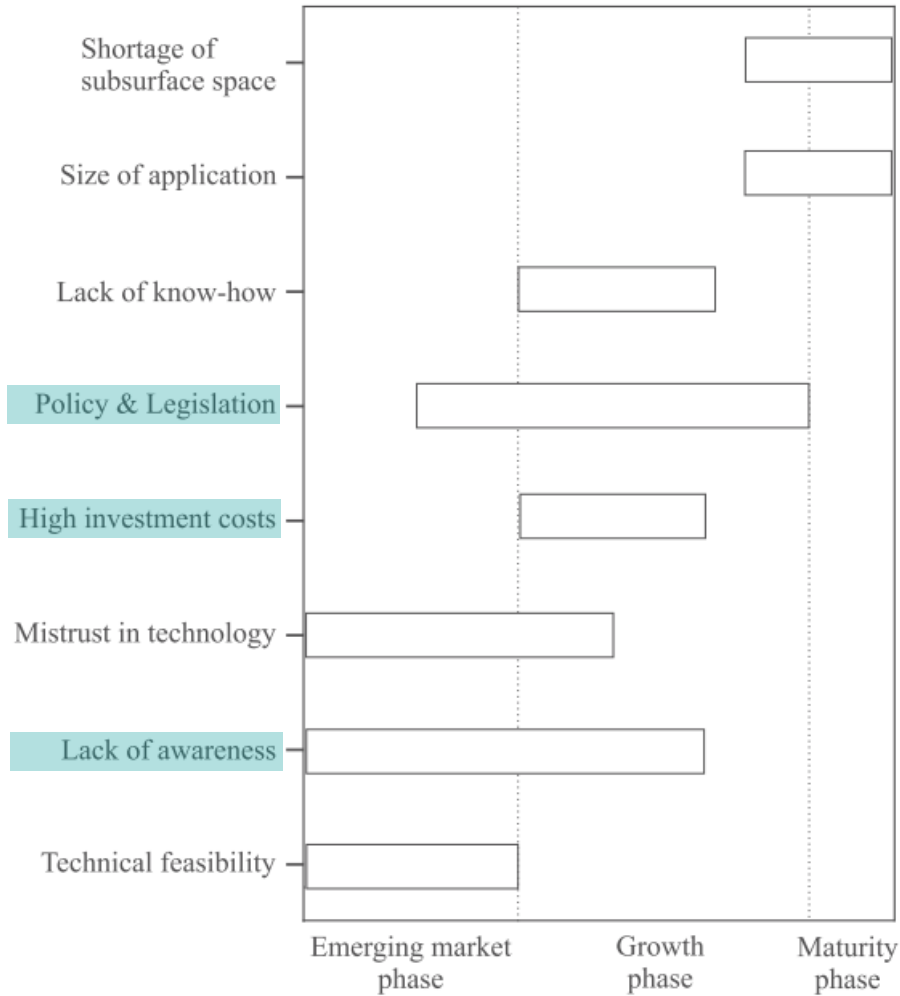 Shortage of
subsurface space
Size of application
Lack of know-how
Policy & Legislation
High investment costs
Mistrust in technology
Lack of awareness
Technical feasibility
Emerging market
phase
Growth
phase
Maturity
phase